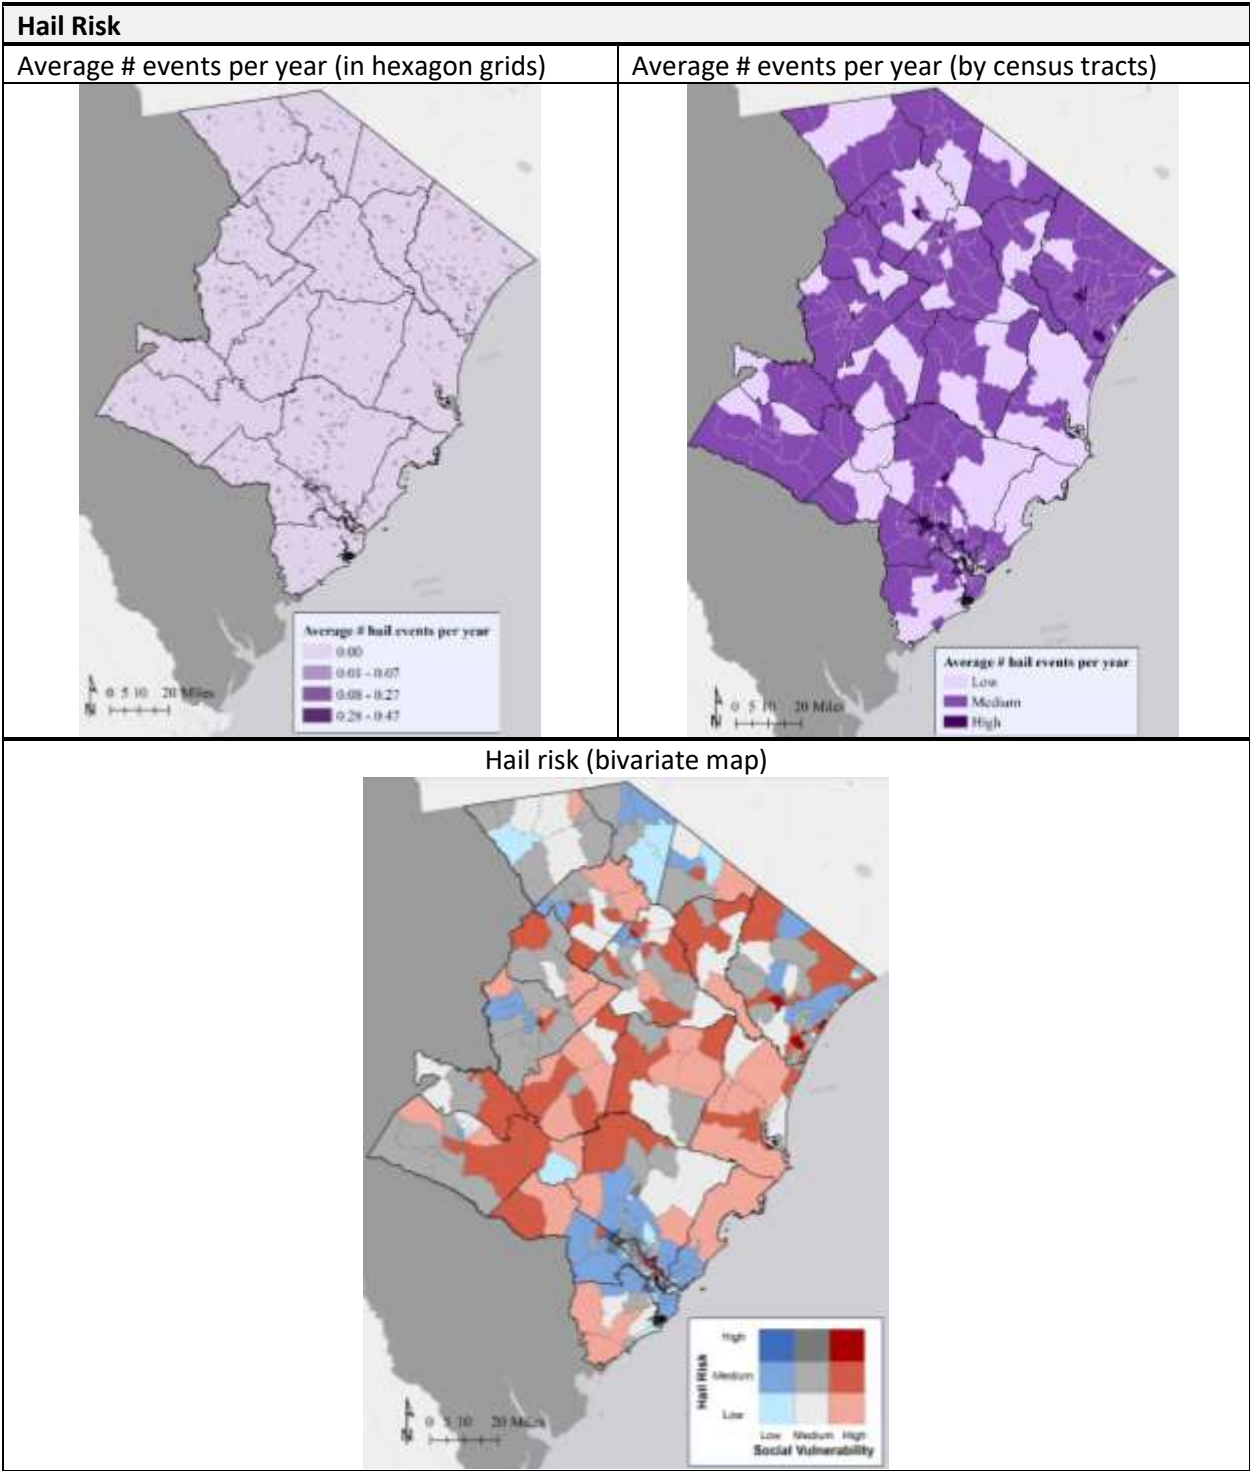 Hail Risk
Average # events per year (in hexagon grids)
Average # events per year (by census tracts)
Average # hail events per year
0.00
0.01 - 0.07
0.08 - 0.27
0.28 - 0.47
N
0 5 10 20 Miles
Average # hail events per year
Low
Medium
High
N
0 5 10 20 Miles
Hail risk (bivariate map)
High
Medium
Low
Hail Risk
Low Medium High
Social Vulnerability
N
0 5 10 20 Miles